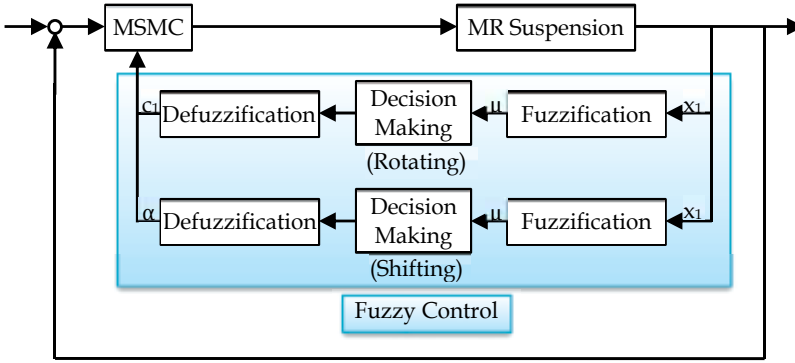 MSMC
MR Suspension
c1
Defuzzification
Decision
Making
μ
Fuzzification
x1
(Rotating)
α
Defuzzification
Decision
Making
μ
Fuzzification
x1
(Shifting)
Fuzzy Control